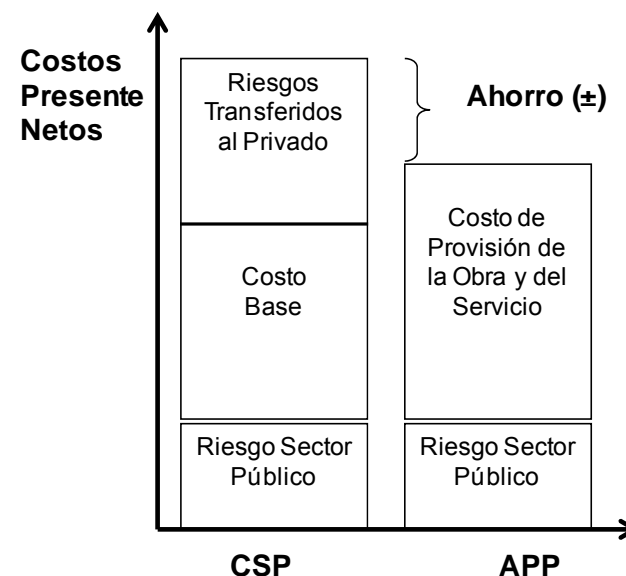 Costos
Presente
Netos
Riesgos
Transferidos
al Privado
Ahorro (±)
Costo
Base
Costo de
Provisión de
la Obra y del
Servicio
Riesgo Sector
Público
Riesgo Sector
Público
CSP
APP